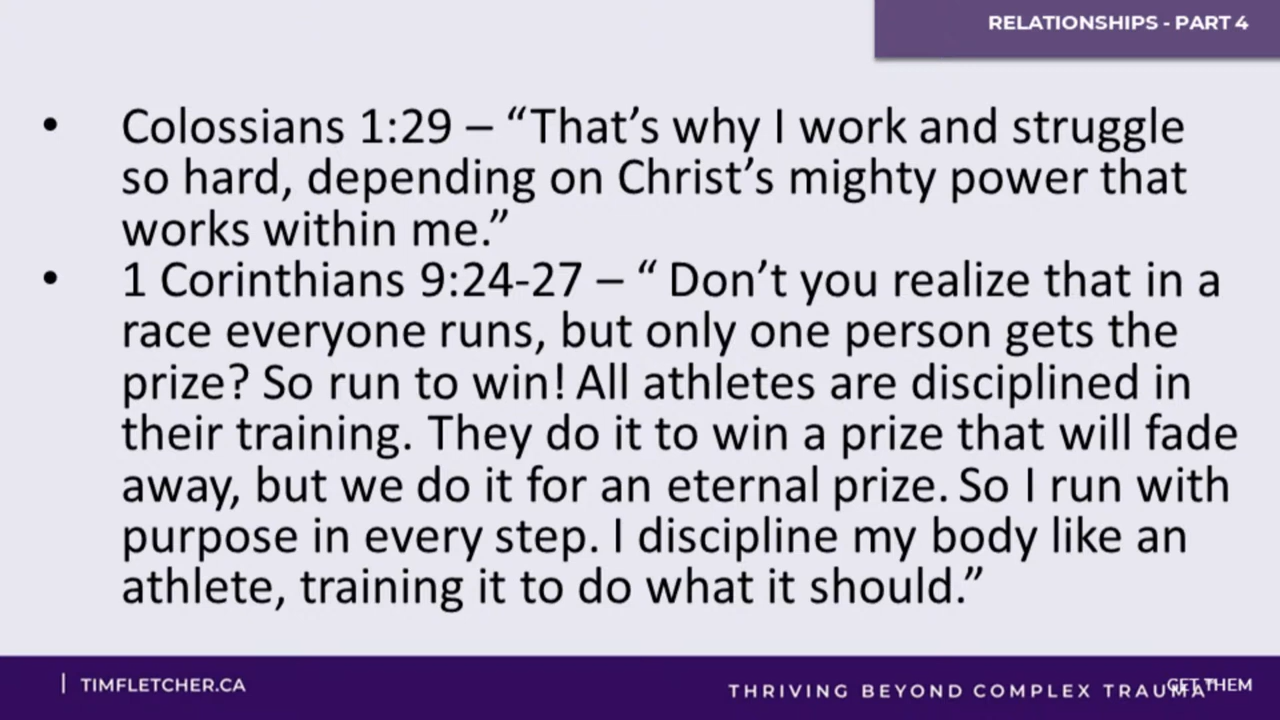 RELATIONSHIPS - PART 4
• Colossians 1:29 – “That’s why I work and struggle
so hard, depending on Christ’s mighty power that
works within me.”
• 1 Corinthians 9:24-27 – “ Don’t you realize that in a
race everyone runs, but only one person gets the
prize? So run to win! All athletes are disciplined in
their training. They do it to win a prize that will fade
away, but we do it for an eternal prize. So I run with
purpose in every step. I discipline my body like an
athlete, training it to do what it should.”
| TIMFLETCHER.CA
THRIVING BEYOND COMPLEX TRAUMA
GET THEM